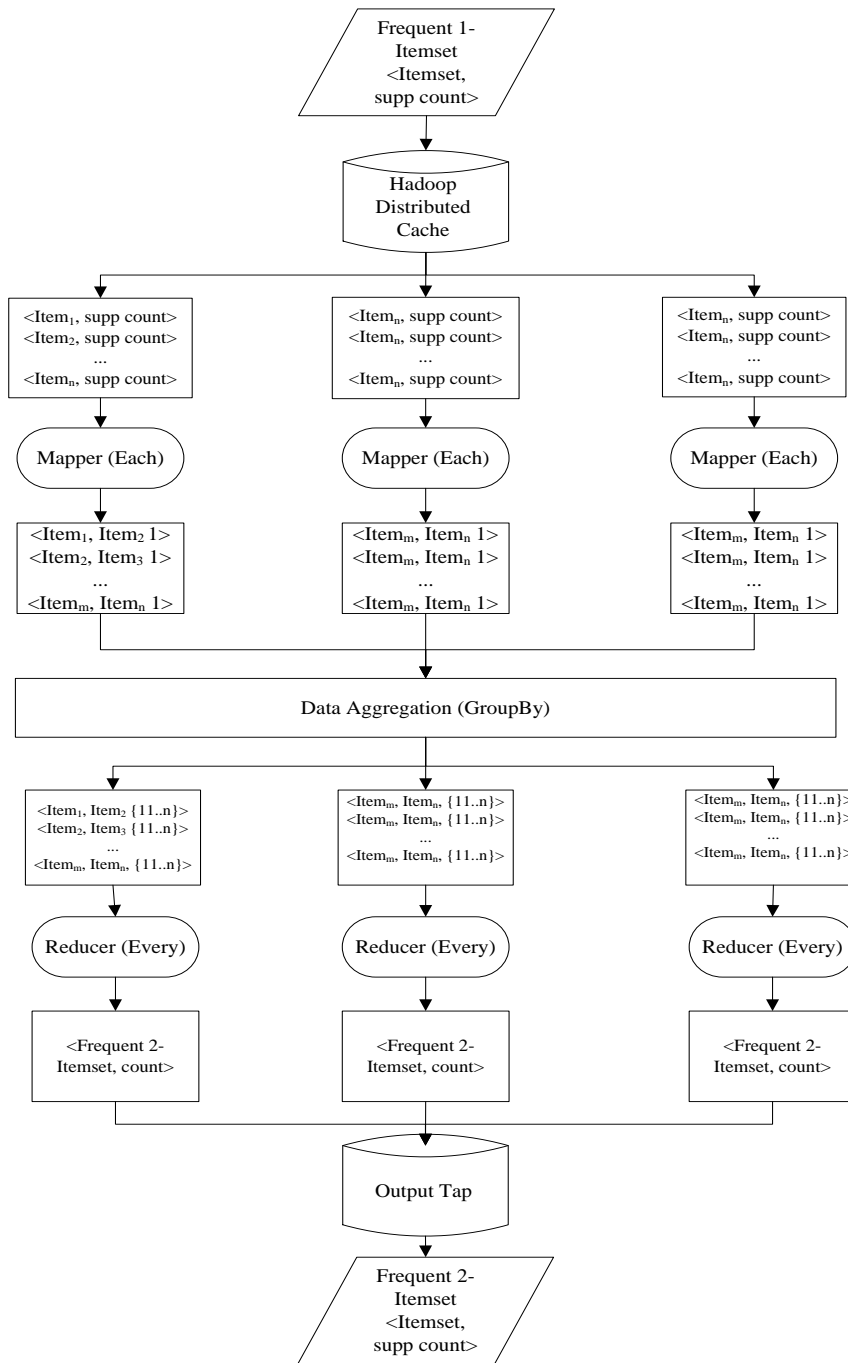 Frequent 1-
Itemset
<Itemset,
supp count>
Hadoop
Distributed
Cache
<Item₁, supp count>
<Item₂, supp count>
...
<Itemₙ, supp count>
<Itemₙ, supp count>
<Itemₙ, supp count>
...
<Itemₙ, supp count>
<Itemₙ, supp count>
<Itemₙ, supp count>
...
<Itemₙ, supp count>
Mapper (Each)
Mapper (Each)
Mapper (Each)
<Item₁, Item₂ 1>
<Item₂, Item₃ 1>
...
<Itemₘ, Itemₙ 1>
<Itemₘ, Itemₙ 1>
<Itemₘ, Itemₙ 1>
...
<Itemₘ, Itemₙ 1>
<Itemₘ, Itemₙ 1>
<Itemₘ, Itemₙ 1>
...
<Itemₘ, Itemₙ 1>
Data Aggregation (GroupBy)
<Item₁, Item₂ {11..n}>
<Item₂, Item₃ {11..n}>
...
<Itemₘ, Itemₙ, {11..n}>
<Itemₘ, Itemₙ, {11..n}>
<Itemₘ, Itemₙ, {11..n}>
...
<Itemₘ, Itemₙ, {11..n}>
<Itemₘ, Itemₙ, {11..n}>
<Itemₘ, Itemₙ, {11..n}>
...
<Itemₘ, Itemₙ, {11..n}>
Reducer (Every)
Reducer (Every)
Reducer (Every)
<Frequent 2-
Itemset, count>
<Frequent 2-
Itemset, count>
<Frequent 2-
Itemset, count>
Output Tap
Frequent 2-
Itemset
<Itemset,
supp count>